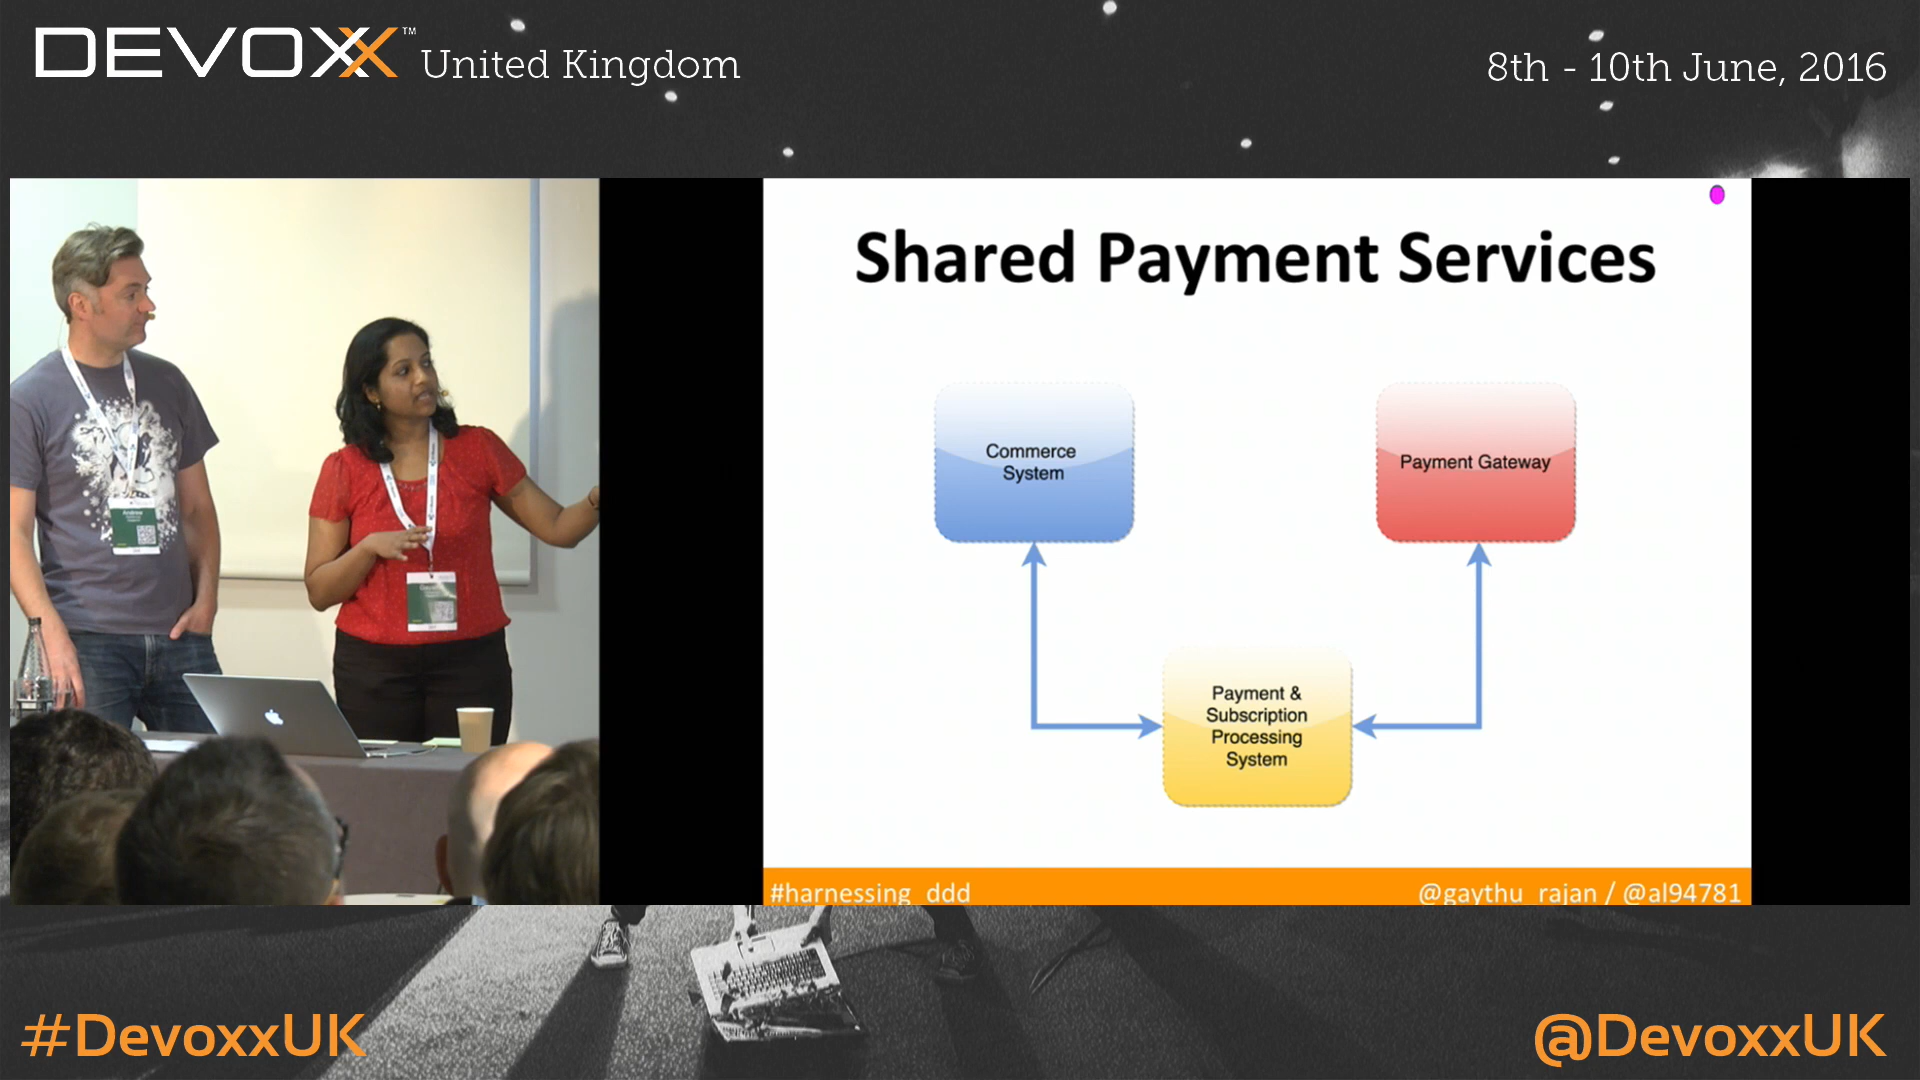 DEVOXX™ United Kingdom
8th - 10th June, 2016
Shared Payment Services
Commerce
System
Payment Gateway
Payment &
Subscription
Processing
System
#harnessing_ddd
@gaythu_rajan / @al94781
Andrew
#DevoxxUK
@DevoxxUK